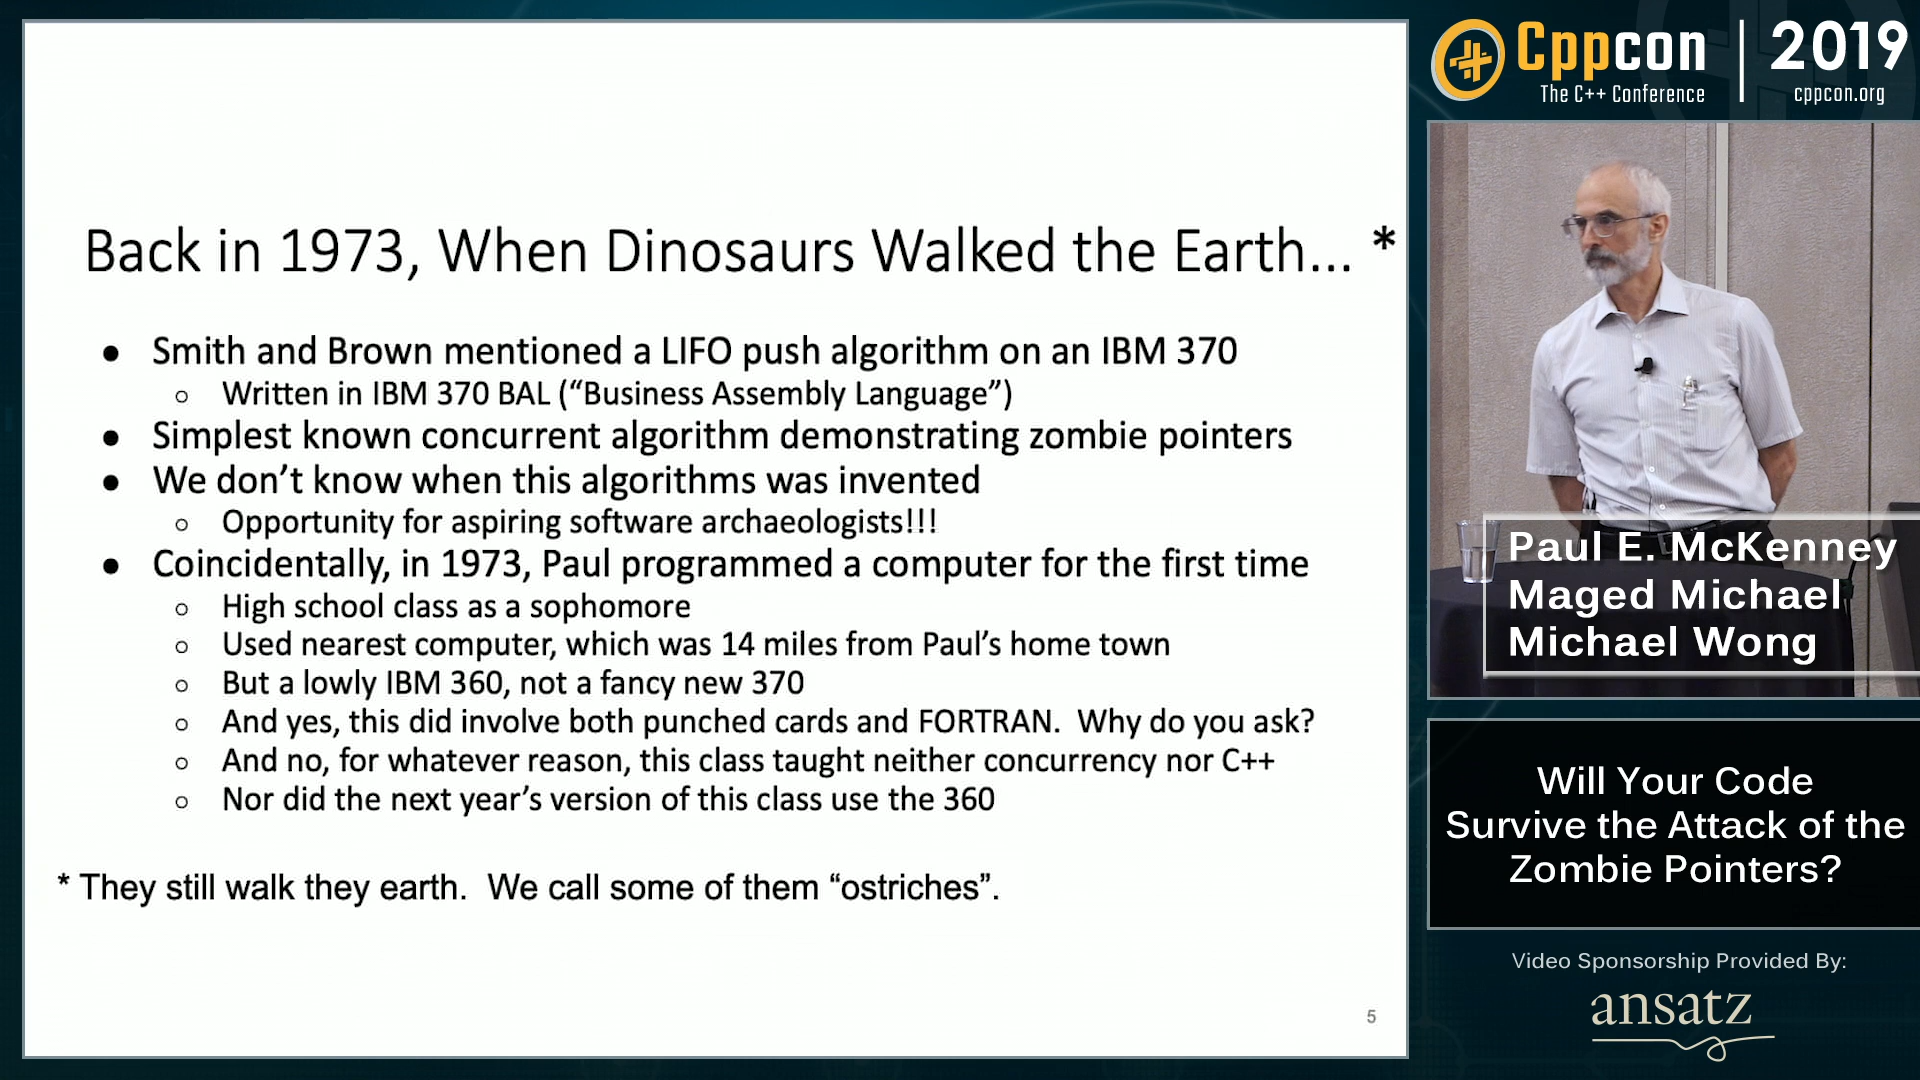 Back in 1973, When Dinosaurs Walked the Earth... *
● Smith and Brown mentioned a LIFO push algorithm on an IBM 370
○ Written in IBM 370 BAL (“Business Assembly Language”)
● Simplest known concurrent algorithm demonstrating zombie pointers
● We don’t know when this algorithms was invented
○ Opportunity for aspiring software archaeologists!!!
● Coincidentally, in 1973, Paul programmed a computer for the first time
○ High school class as a sophomore
○ Used nearest computer, which was 14 miles from Paul’s home town
○ But a lowly IBM 360, not a fancy new 370
○ And yes, this did involve both punched cards and FORTRAN.  Why do you ask?
○ And no, for whatever reason, this class taught neither concurrency nor C++
○ Nor did the next year’s version of this class use the 360
* They still walk they earth.  We call some of them “ostriches”.
5
Cppcon
The C++ Conference
2019
cppcon.org
Paul E. McKenney
Maged Michael
Michael Wong
Will Your Code
Survive the Attack of the
Zombie Pointers?
Video Sponsorship Provided By:
ansatz